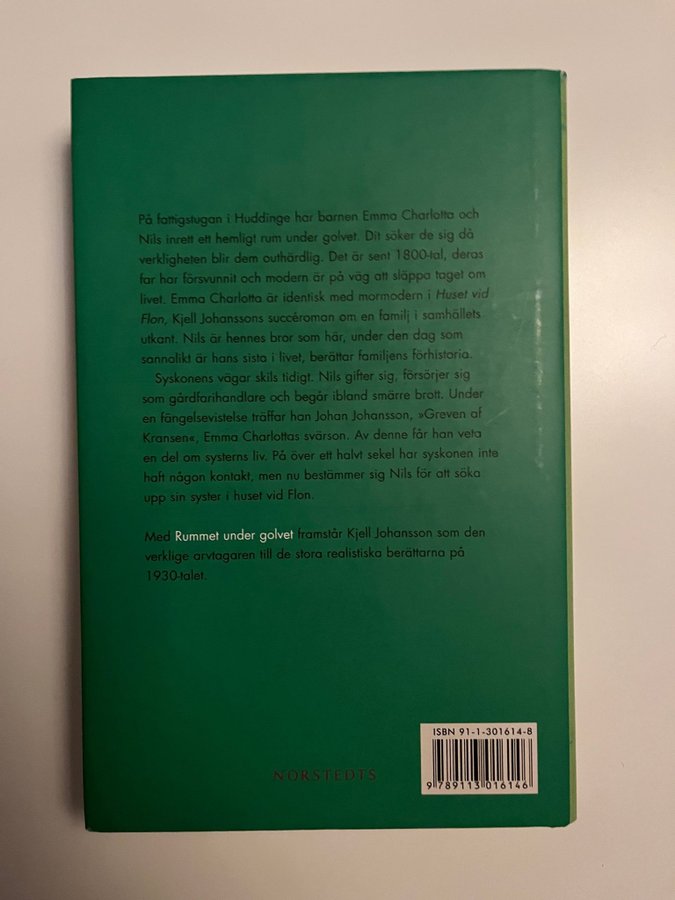 På fattigstugan i Huddinge har barnen Emma Charlotta och
Nils inrett ett hemligt rum under golvet. Dit söker de sig då
verkligheten blir dem outhärdlig. Det är sent 1800-tal, deras
far har försvunnit och modern är på väg att släppa taget om
livet. Emma Charlotta är identisk med mormodern i Huset vid
Flon, Kjell Johanssons succéroman om en familj i samhällets
utkant. Nils är hennes bror som här, under den dag som
sannolikt är hans sista i livet, berättar familjens förhistoria.
Syskonens vägar skils tidigt. Nils gifter sig, försörjer sig
som gårdfarihandlare och begår ibland smärre brott. Under
en fängelsevistelse träffar han Johan Johansson, »Greven af
Kransen«, Emma Charlottas svärson. Av denne får han veta
en del om systerns liv. På över ett halvt sekel har syskonen inte
haft någon kontakt, men nu bestämmer sig Nils för att söka
upp sin syster i huset vid Flon.
Med Rummet under golvet framstår Kjell Johansson som den
verklige arvtagaren till de stora realistiska berättarna på
1930-talet.
ISBN 91-1-301614-8
NORSTEDTS
9 789113 016146